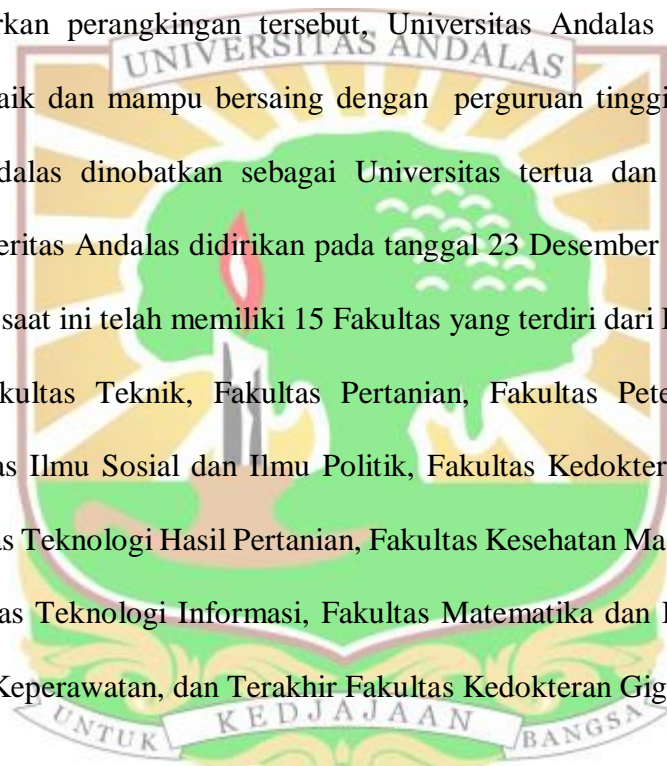 rkan perangkingan tersebut, Universitas Andalas
UNIVERSITAS ANDALAS
aik dan mampu bersaing dengan perguruan tinggi
dalas dinobatkan sebagai Universitas tertua dan
eritas Andalas didirikan pada tanggal 23 Desember
saat ini telah memiliki 15 Fakultas yang terdiri dari
kultas Teknik, Fakultas Pertanian, Fakultas Pete
as Ilmu Sosial dan Ilmu Politik, Fakultas Kedokter
as Teknologi Hasil Pertanian, Fakultas Kesehatan Ma
as Teknologi Informasi, Fakultas Matematika dan
Keperawatan, dan Terakhir Fakultas Kedokteran Gig
UNTUK KEDJAJAAN BANGSA